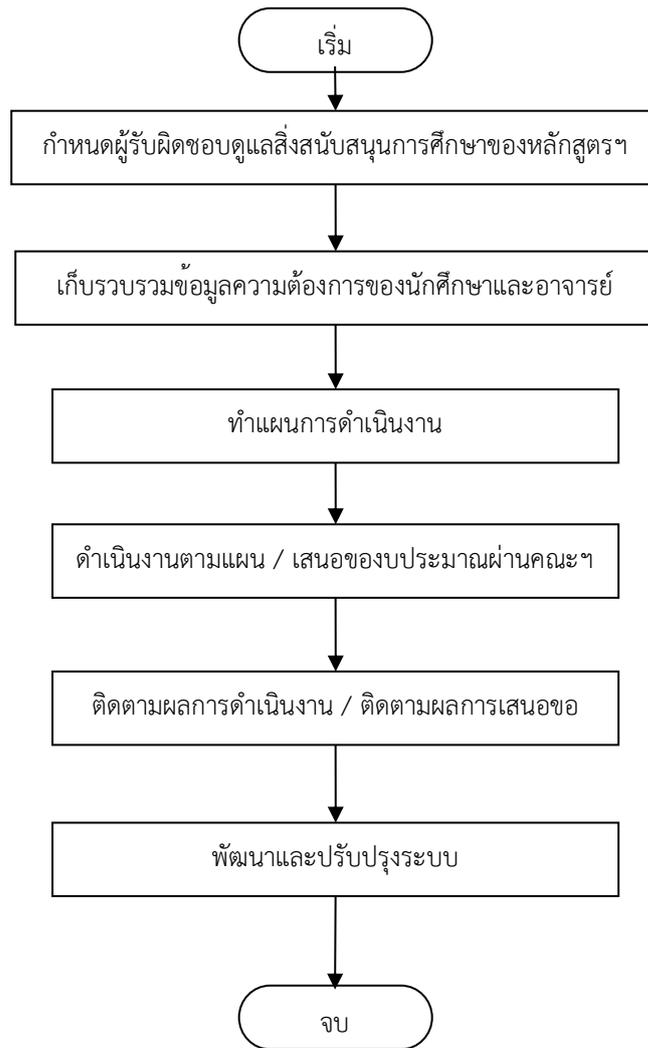 เริ่ม
กำหนดผู้รับผิดชอบดูแลสิ่งสนับสนุนการศึกษาของหลักสูตรฯ
เก็บรวบรวมข้อมูลความต้องการของนักศึกษาและอาจารย์
ทำแผนการดำเนินงาน
ดำเนินงานตามแผน / เสนอของบประมาณผ่านคณะฯ
ติดตามผลการดำเนินงาน / ติดตามผลการเสนอขอ
พัฒนาและปรับปรุงระบบ
จบ